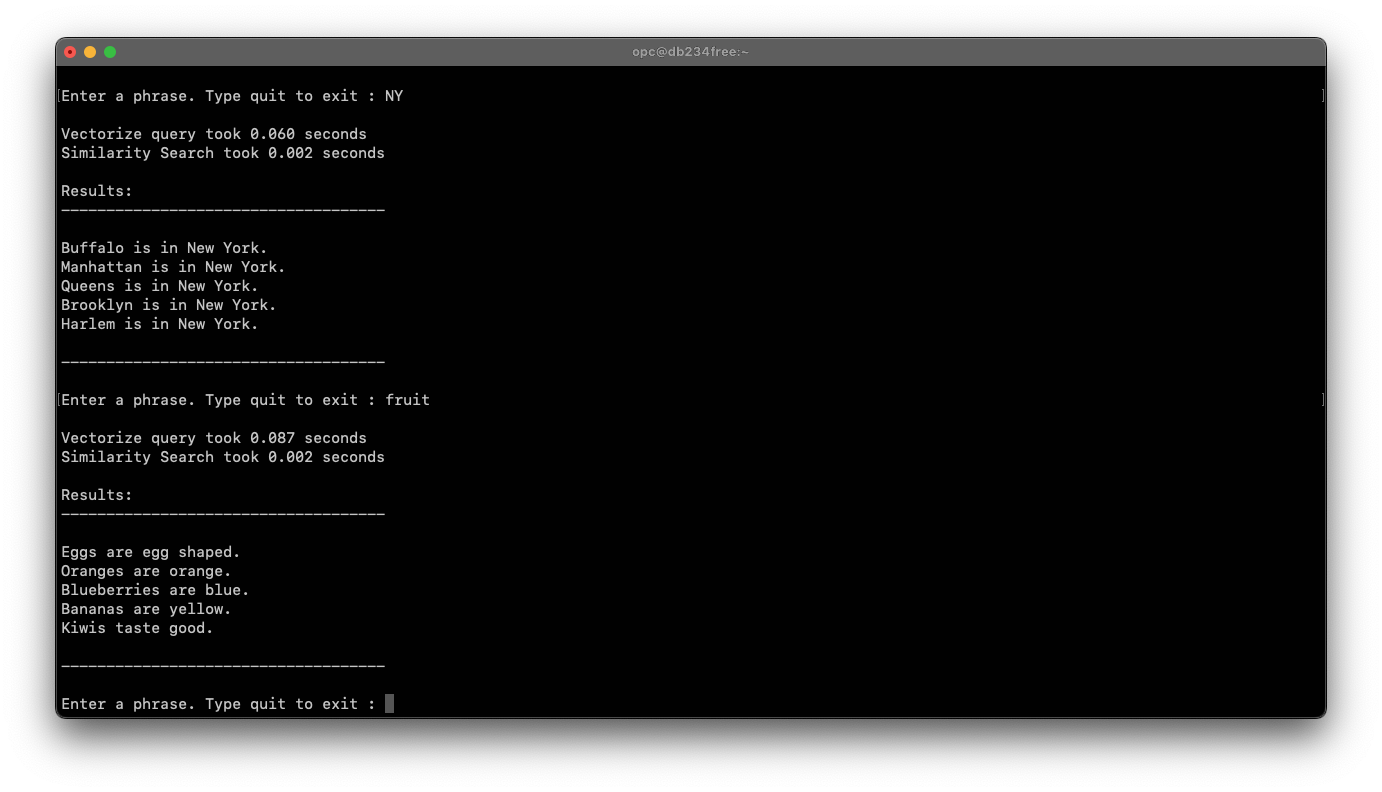 opc@db234free:~
Enter a phrase. Type quit to exit : NY
Vectorize query took 0.060 seconds
Similarity Search took 0.002 seconds
Results:
____________________________________
Buffalo is in New York.
Manhattan is in New York.
Queens is in New York.
Brooklyn is in New York.
Harlem is in New York.
____________________________________
Enter a phrase. Type quit to exit : fruit
Vectorize query took 0.087 seconds
Similarity Search took 0.002 seconds
Results:
____________________________________
Eggs are egg shaped.
Oranges are orange.
Blueberries are blue.
Bananas are yellow.
Kiwis taste good.
____________________________________
Enter a phrase. Type quit to exit :